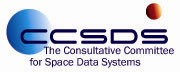 CCSDS
The Consultative Committee
for Space Data Systems